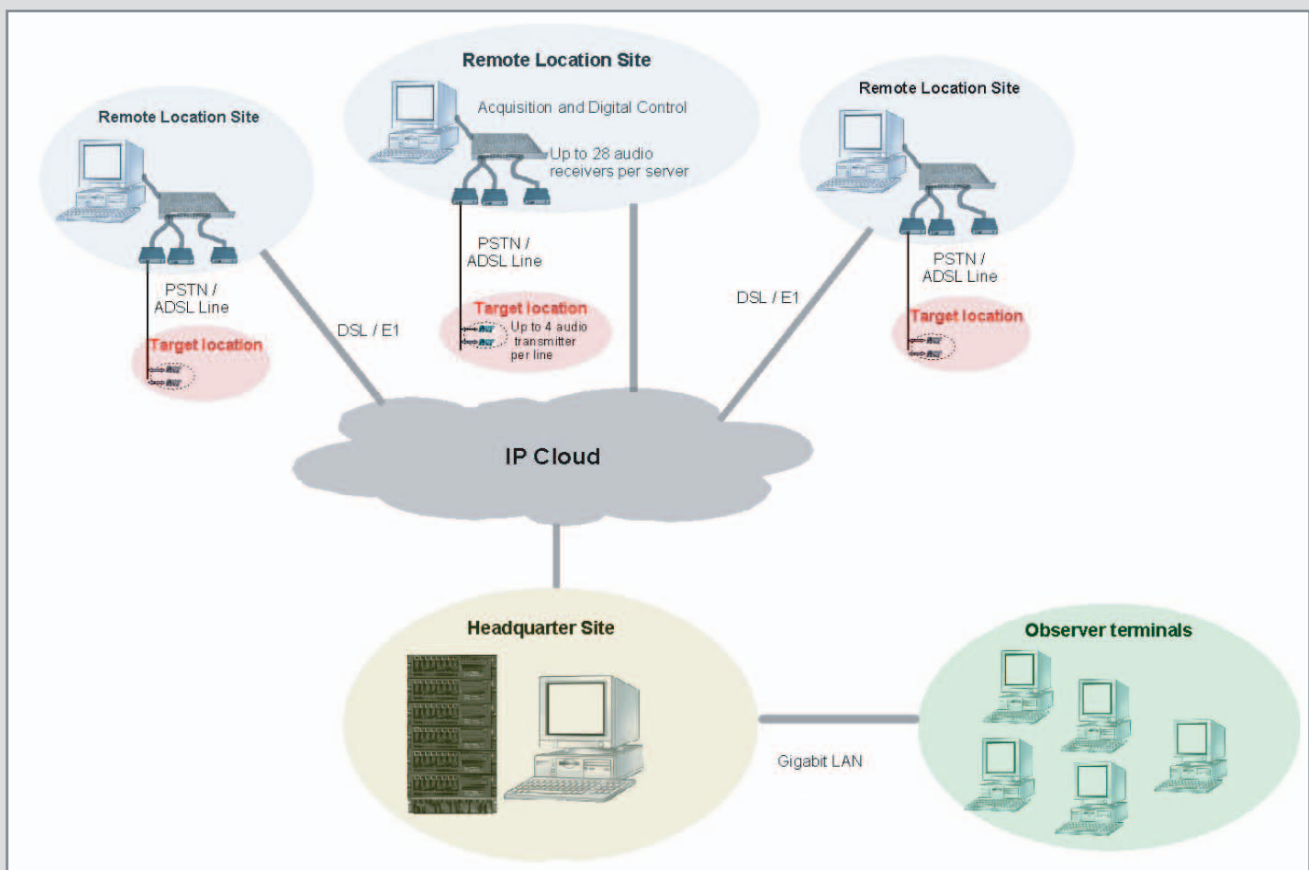 Remote Location Site
Acquisition and Digital Control
Up to 28 audio
receivers per server
PSTN /
ADSL Line
Target location
Up to 4 audio
transmitter
per line
Remote Location Site
PSTN /
ADSL Line
Target location
DSL / E1
Remote Location Site
PSTN /
ADSL Line
Target location
DSL / E1
IP Cloud
Headquarter Site
Gigabit LAN
Observer terminals